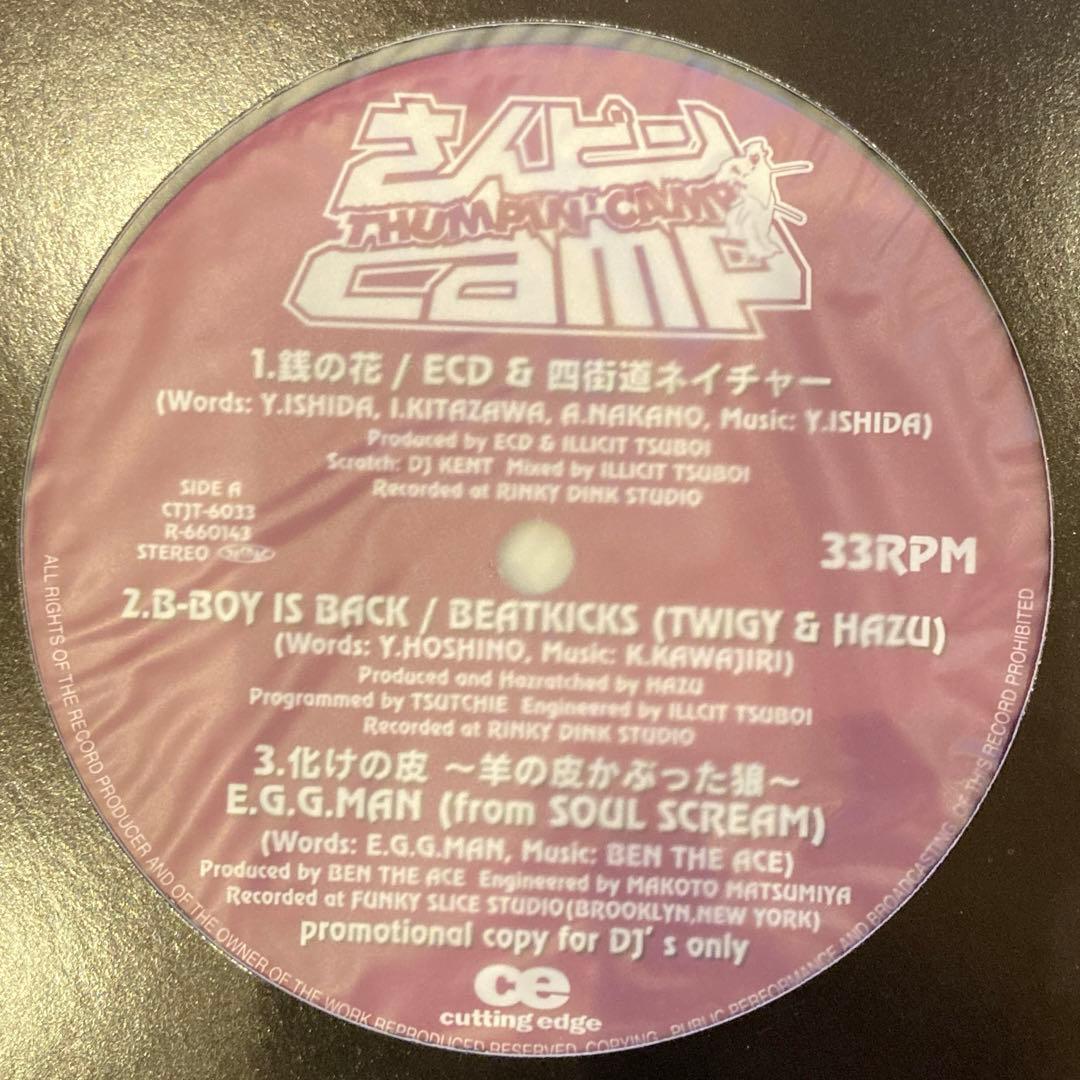 さんピン
THUMPIN' CAMP
camp
1.銭の花 / ECD & 四街道ネイチャー
(Words: Y.ISHIDA, I.KITAZAWA, A.NAKANO, Music: Y.ISHIDA)
Produced by ECD & ILLICIT TSUBOI
Scratch: DJ KENT Mixed by ILLICIT TSUBOI
Recorded at RINKY DINK STUDIO
SIDE A
CTJT-6033
R-660143
STEREO
33RPM
2.B-BOY IS BACK / BEATKICKS (TWIGY & HAZU)
(Words: Y.HOSHINO, Music: K.KAWAJIRI)
Produced and Hazratched by HAZU
Programmed by TSUTCHIE Engineered by ILLCIT TSUBOI
Recorded at RINKY DINK STUDIO
3.化けの皮 〜羊の皮かぶった狼〜
E.G.G.MAN (from SOUL SCREAM)
(Words: E.G.G.MAN, Music: BEN THE ACE)
Produced by BEN THE ACE Engineered by MAKOTO MATSUMIYA
Recorded at FUNKY SLICE STUDIO(BROOKLYN,NEW YORK)
promotional copy for DJ's only
ce
cutting edge
ALL RIGHTS OF THE RECORD PRODUCER AND OF THE OWNER OF THE WORK REPRODUCED RESERVED. COPYING, PUBLIC PERFORMANCE AND BROADCASTING OF THIS RECORD PROHIBITED